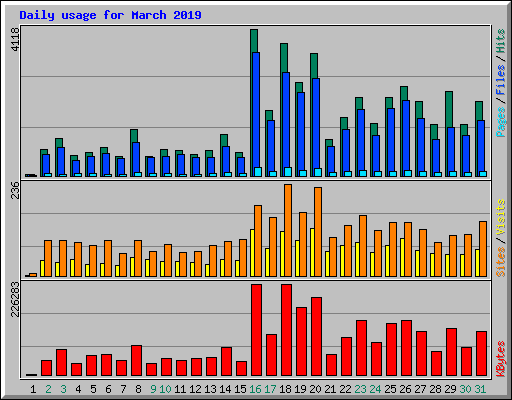 Daily usage for March 2019
4118
Pages / Files / Hits
236
Sites / Visits
226283
KBytes
1 2 3 4 5 6 7 8 9 10 11 12 13 14 15 16 17 18 19 20 21 22 23 24 25 26 27 28 29 30 31